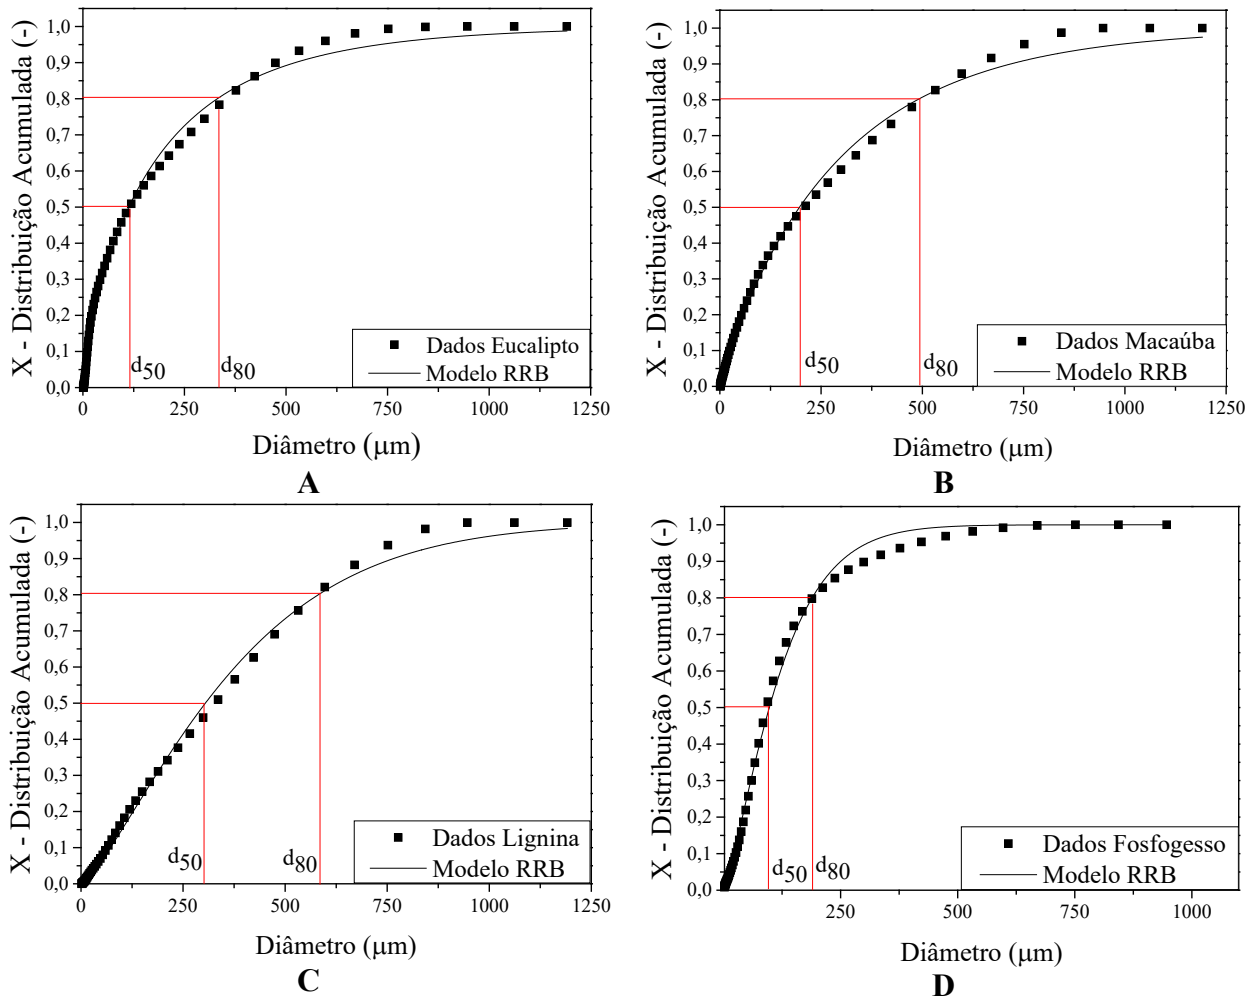 X - Distribuição Acumulada (-)
1,0
0,9
0,8
0,7
0,6
0,5
0,4
0,3
0,2
0,1
0,0
d50
d80
Dados Eucalipto
Modelo RRB
0 250 500 750 1000 1250
Diâmetro (μm)
A
X - Distribuição Acumulada (-)
1,0
0,9
0,8
0,7
0,6
0,5
0,4
0,3
0,2
0,1
0,0
d50
d80
Dados Macaúba
Modelo RRB
0 250 500 750 1000 1250
Diâmetro (μm)
B
X - Distribuição Acumulada (-)
1,0
0,9
0,8
0,7
0,6
0,5
0,4
0,3
0,2
0,1
0,0
d50
d80
Dados Lignina
Modelo RRB
0 250 500 750 1000 1250
Diâmetro (μm)
C
X - Distribuição Acumulada (-)
1,0
0,9
0,8
0,7
0,6
0,5
0,4
0,3
0,2
0,1
0,0
d50
d80
Dados Fosfogesso
Modelo RRB
250 500 750 1000
Diâmetro (μm)
D